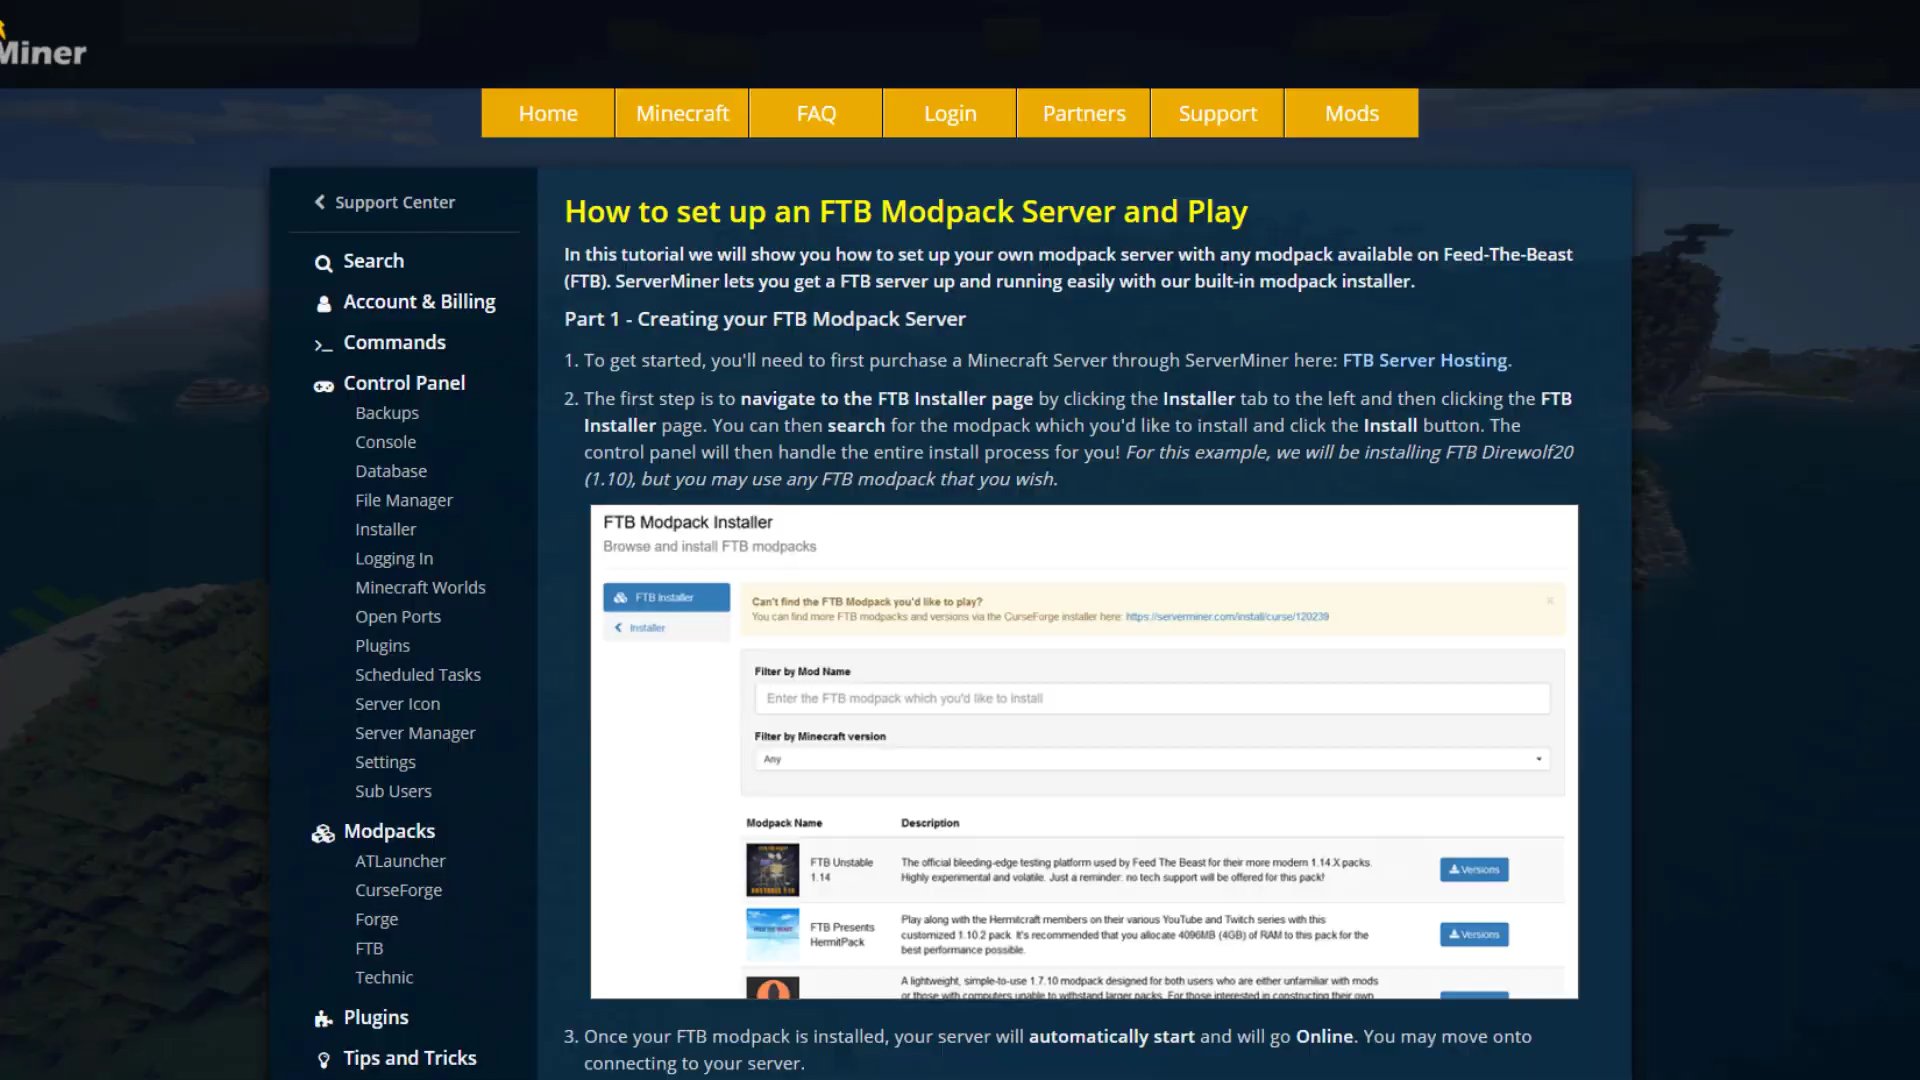 Miner
Home
Minecraft
FAQ
Login
Partners
Support
Mods
Support Center
Search
Account & Billing
Commands
Control Panel
Backups
Console
Database
File Manager
Installer
Logging In
Minecraft Worlds
Open Ports
Plugins
Scheduled Tasks
Server Icon
Server Manager
Settings
Sub Users
Modpacks
ATLauncher
CurseForge
Forge
FTB
Technic
Plugins
Tips and Tricks
How to set up an FTB Modpack Server and Play
In this tutorial we will show you how to set up your own modpack server with any modpack available on Feed-The-Beast
(FTB). ServerMiner lets you get a FTB server up and running easily with our built-in modpack installer.
Part 1 - Creating your FTB Modpack Server
1. To get started, you'll need to first purchase a Minecraft Server through ServerMiner here: FTB Server Hosting.
2. The first step is to navigate to the FTB Installer page by clicking the Installer tab to the left and then clicking the FTB
Installer page. You can then search for the modpack which you'd like to install and click the Install button. The
control panel will then handle the entire install process for you! For this example, we will be installing FTB Direwolf20
(1.10), but you may use any FTB modpack that you wish.
FTB Modpack Installer
Browse and install FTB modpacks
FTB Installer
Installer
Can't find the FTB Modpack you'd like to play?
You can find more FTB modpacks and versions via the CurseForge installer here: https://serverminer.com/install/curse/120239
Filter by Mod Name
Enter the FTB modpack which you'd like to install
Filter by Minecraft version
Any
Modpack Name
Description
FTB Unstable
1.14
The official bleeding-edge testing platform used by Feed The Beast for their more modern 1.14.X packs.
Highly experimental and volatile. Just a reminder: no tech support will be offered for this pack!
Versions
FTB Presents
HermitPack
Play along with the Hermitcraft members on their various YouTube and Twitch series with this
customized 1.10.2 pack. It's recommended that you allocate 4096MB (4GB) of RAM to this pack for the
best performance possible.
Versions
A lightweight, simple-to-use 1.7.10 modpack designed for both users who are either unfamiliar with mods
or those with computers unable to withstand larger packs. For those interested in constructing their own
3. Once your FTB modpack is installed, your server will automatically start and will go Online. You may move onto
connecting to your server.